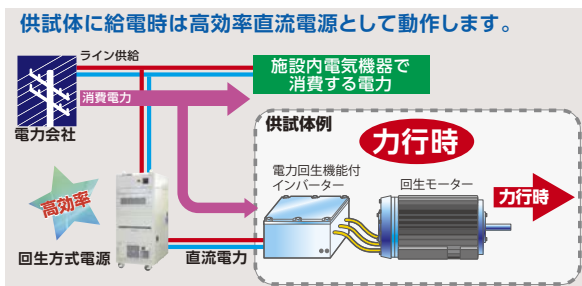 供試体に給電時は高効率直流電源として動作します。
ライン供給
施設内電気機器で
消費する電力
消費電力
電力会社
供試体例
力行時
電力回生機能付
インバーター
回生モーター
力行時
高効率
回生方式電源
直流電力